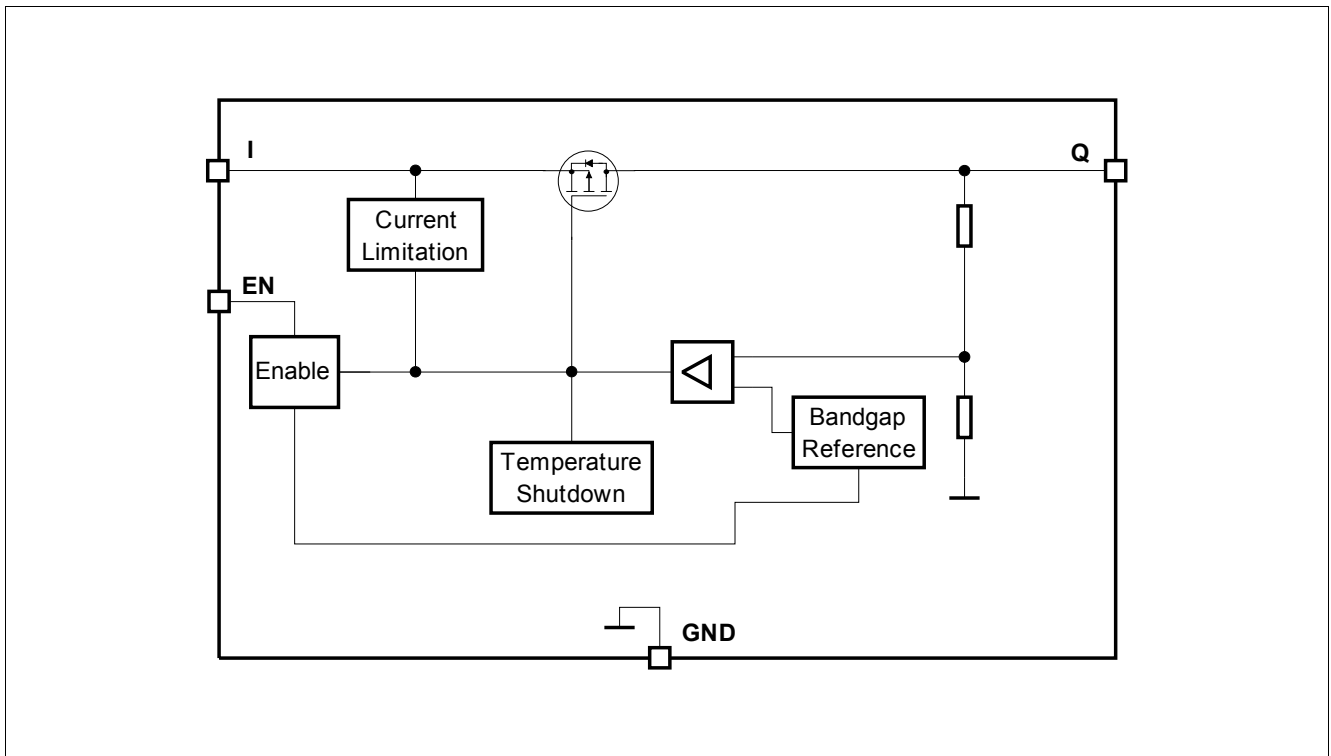 I
Q
Current
Limitation
EN
Enable
Bandgap
Reference
Temperature
Shutdown
GND